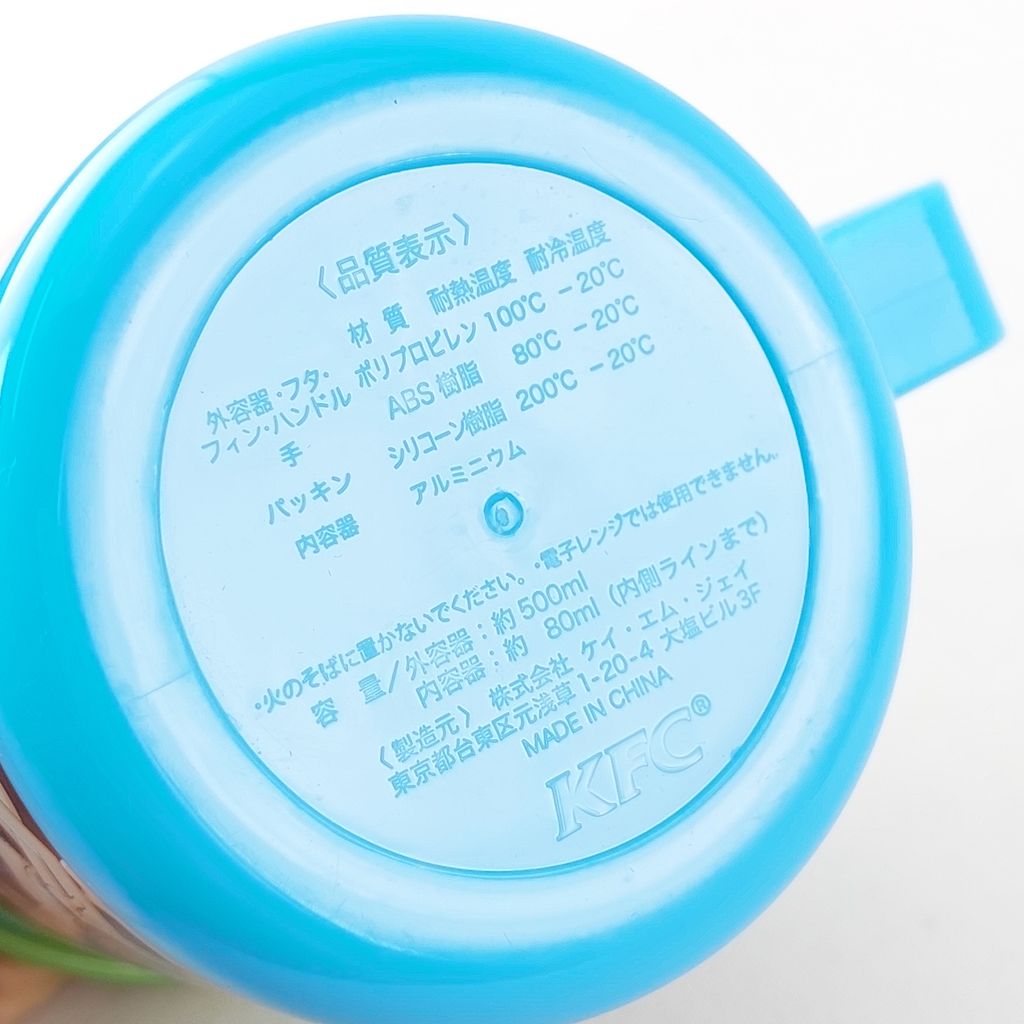 〈品質表示〉
材 質 耐熱温度 耐冷温度
外容器・フタ・
フィン・ハンドル ポリプロピレン 100℃ -20℃
手 ABS樹脂 80℃ -20℃
パッキン シリコーン樹脂 200℃ -20℃
内容器 アルミニウム
・火のそばに置かないでください。・電子レンジでは使用できません。
容 量／外容器：約500ml
内容器：約 80ml（内側ラインまで）
〈製造元〉 株式会社 ケイ・エム・ジェイ
東京都台東区元浅草1-20-4 大塩ビル3F
MADE IN CHINA
KFC®